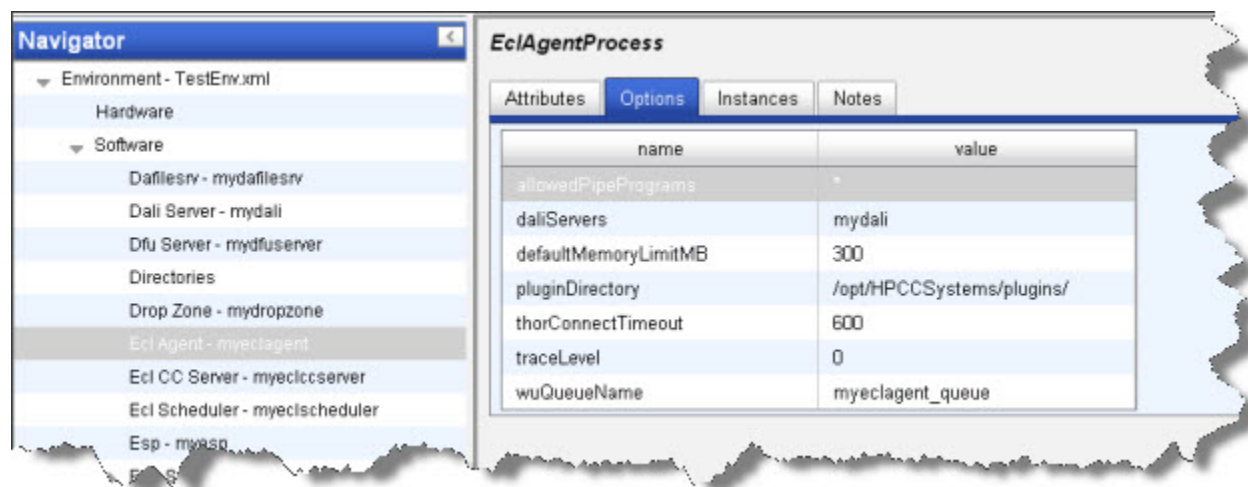 Navigator
Environment - TestEnv.xml
Hardware
Software
Dafilesrv - mydafilesrv
Dali Server - mydali
Dfu Server - mydfuserver
Directories
Drop Zone - mydropzone
Ecl Agent - myeclagent
Ecl CC Server - myeclccserver
Ecl Scheduler - myeclscheduler
Esp - myesp
EclAgentProcess
Attributes Options Instances Notes
name value
allowedPipePrograms *
daliServers mydali
defaultMemoryLimitMB 300
pluginDirectory /opt/HPCCSystems/plugins/
thorConnectTimeout 600
traceLevel 0
wuQueueName myeclagent_queue